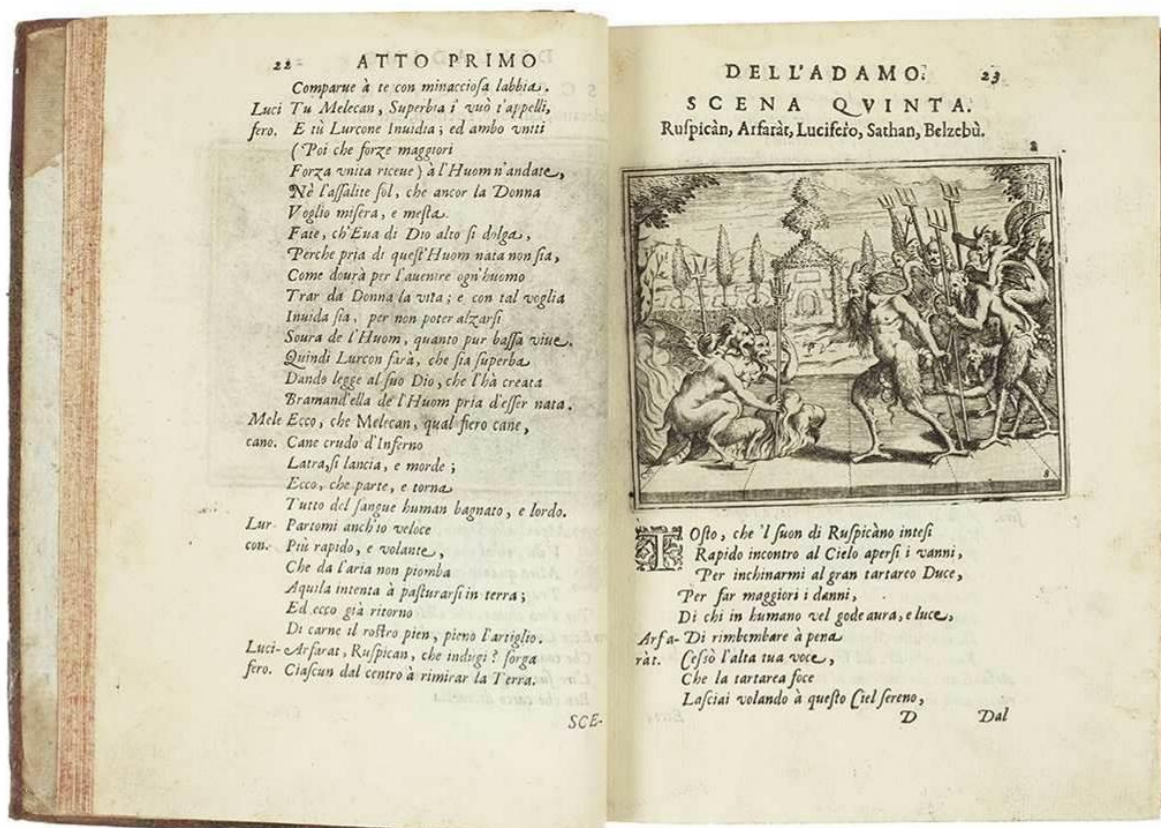 22 ATTO PRIMO
Comparue à te con minacciosa labbia.
Luci Tu Melecan, Superbia i' vuò t'appelli,
fero. E tù Lurcone Inuidia; ed ambo vniti
(Poi che forze maggiori
Forza vnita riceue) à l'Huom n'andate,
Nè l'assalite sol, che ancor la Donna
Voglio misera, e mesta.
Fate, ch'Eua di Dio alto si dolga,
Perche pria di quest'Huom nata non sia,
Come dourà per l'auenire ogn'huomo
Trar da Donna la vita; e con tal voglia
Inuida sia, per non poter alzarsi
Soura de l'Huom, quanto pur bassa viue.
Quindi Lurcon farà, che sia superba
Dando legge al suo Dio, che l'hà creata
Bramand'ella de l'Huom pria d'esser nata.
Mele Ecco, che Melecan, qual fiero cane,
cano. Cane crudo d'Inferno
Latra, si lancia, e morde;
Ecco, che parte, e torna
Tutto del sangue human bagnato, e lordo.
Lur- Partomi anch'io veloce
con. Più rapido, e volante,
Che da l'aria non piomba
Aquila intenta à pasturarsi in terra;
Ed ecco già ritorno
Di carne il rostro pien, pieno l'artiglio.
Luci- Arfarat, Ruspican, che indugi? sorga
fero. Ciascun dal centro à rimirar la Terra.
SCE-
DELL'ADAMO. 23
SCENA QVINTA.
Ruspicàn, Arfaràt, Lucifero, Sathan, Belzebù.
8
TOsto, che 'l suon di Ruspicàno intesi
Rapido incontro al Cielo apersi i vanni,
Per inchinarmi al gran tartareo Duce,
Per far maggiori i danni,
Di chi in humano vel gode aura, e luce,
Arfa- Di rimbembare à pena
ràt. Cessò l'alta tua voce,
Che la tartarea foce
Lasciai volando à questo Ciel sereno,
D Dal